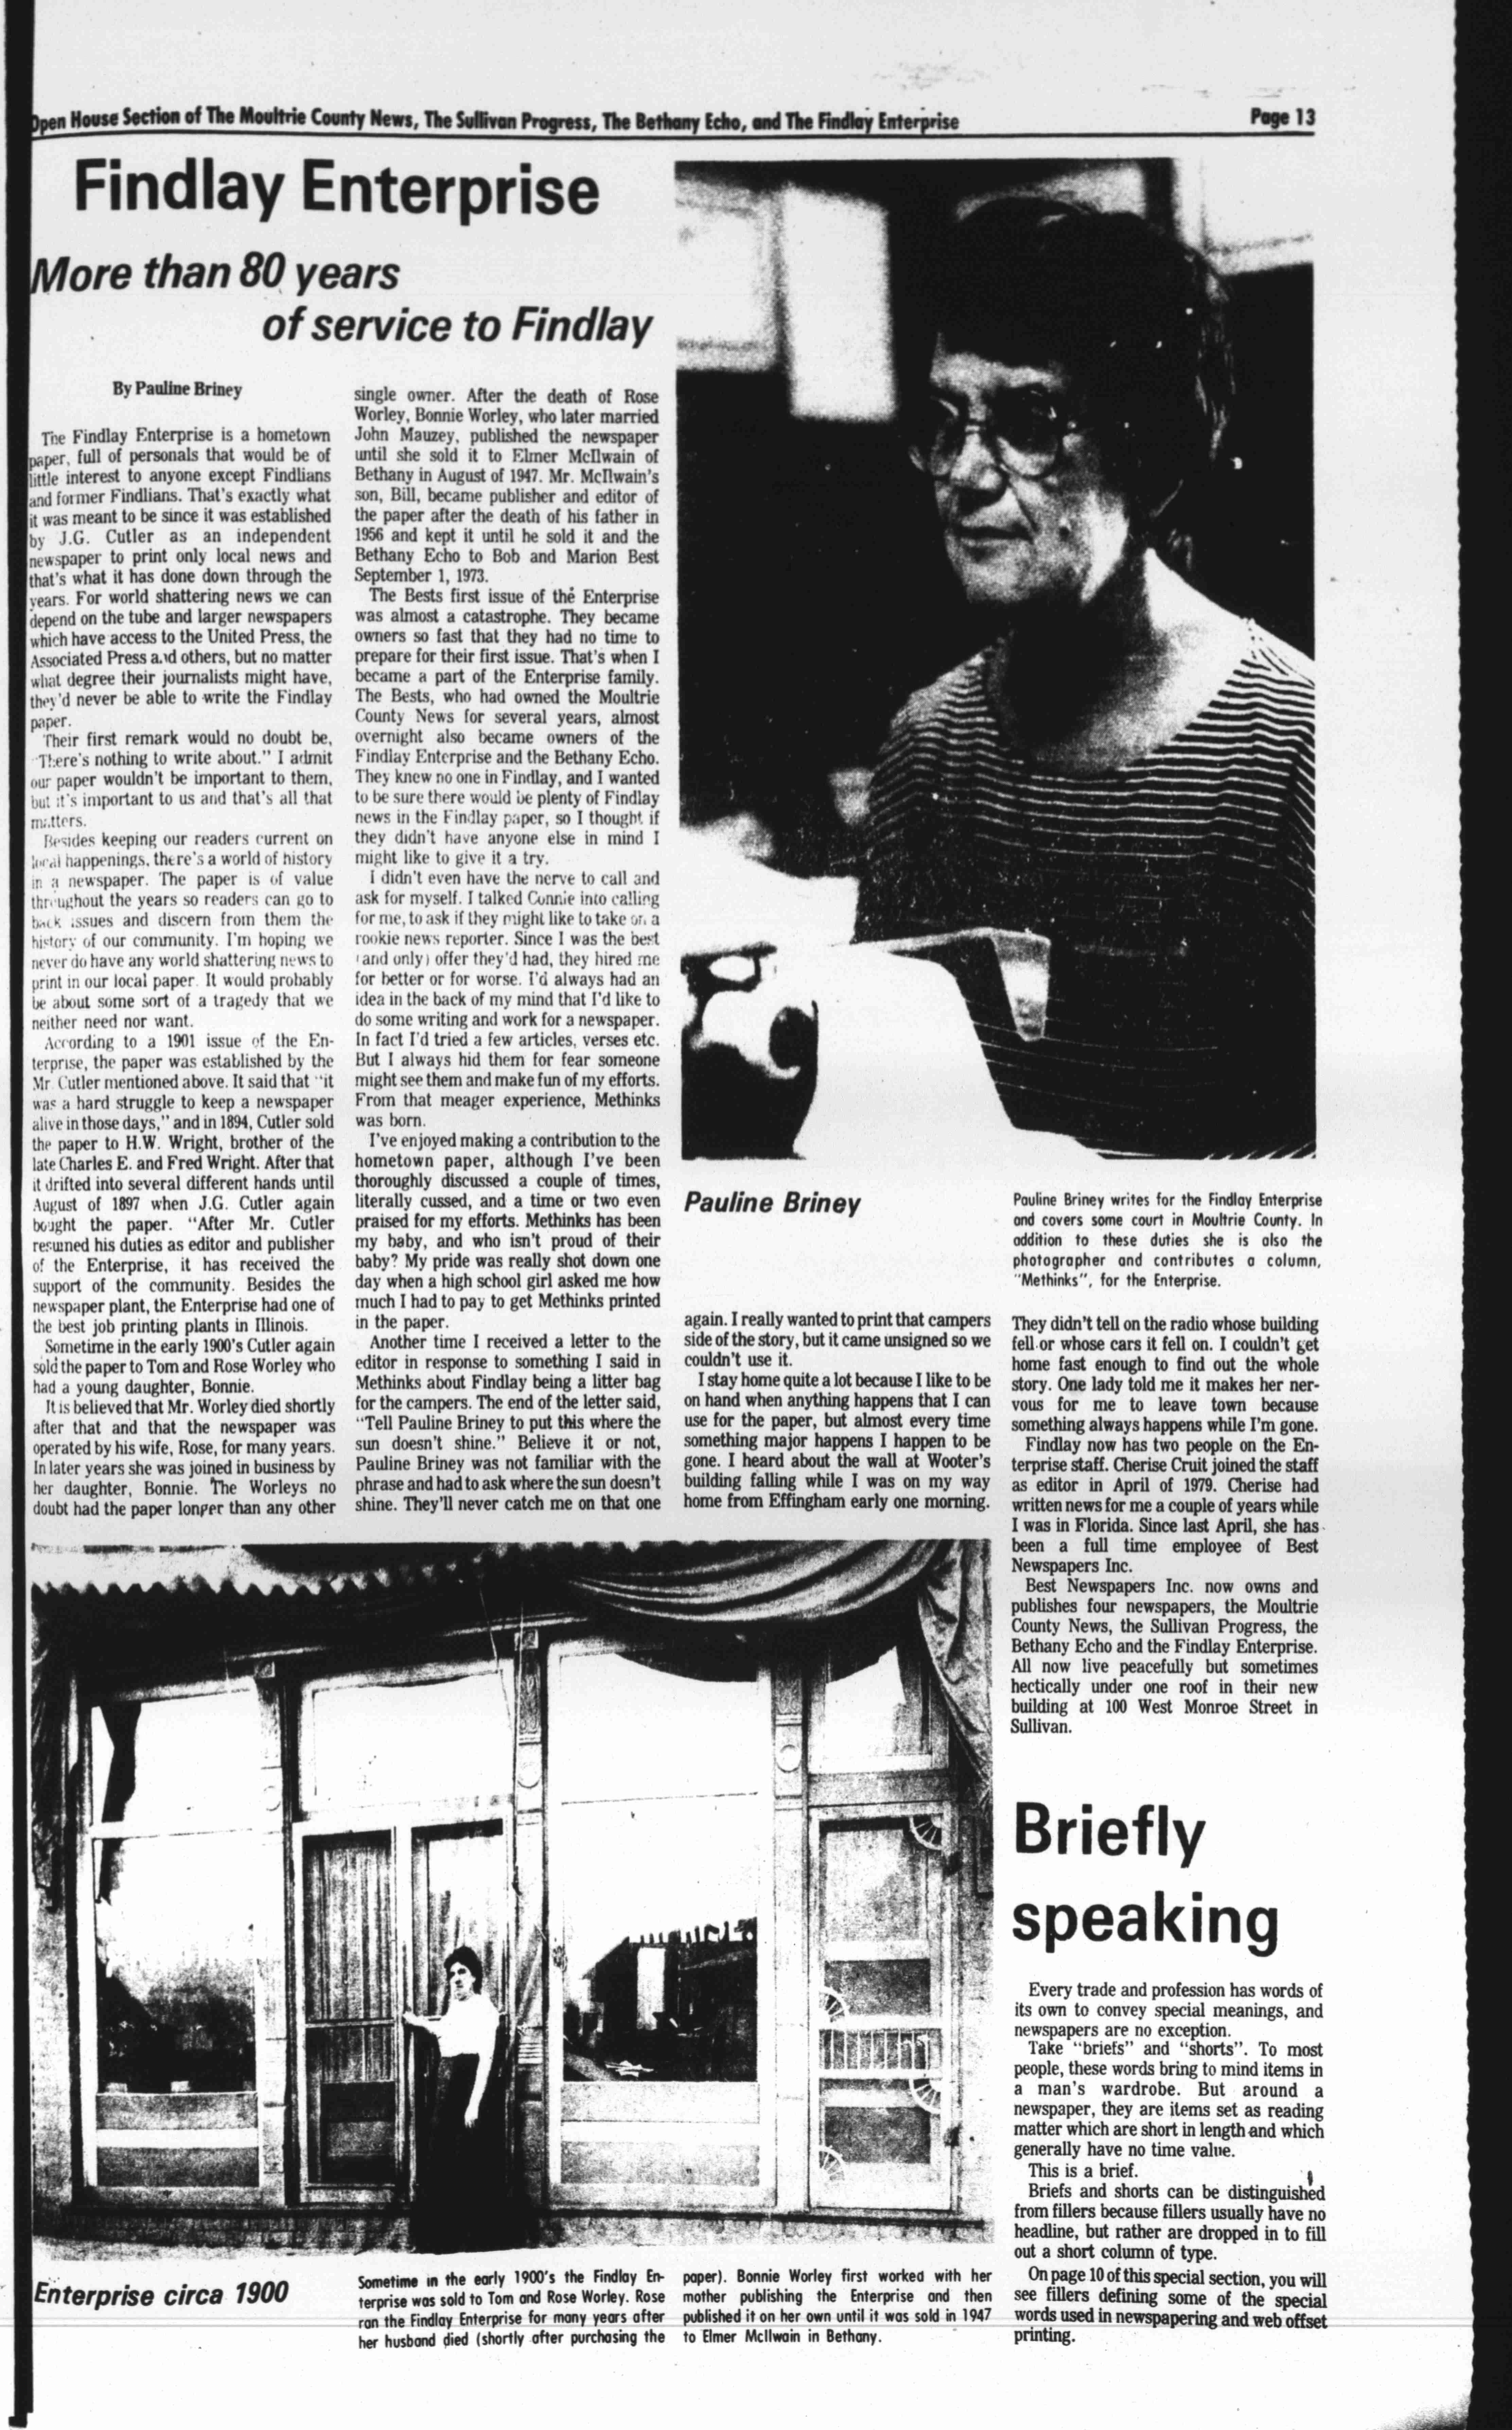 Open House Section of The Moultrie County News, The Sullivan Progress, The Bethany Echo, and The Findlay Enterprise
Page 13
Findlay Enterprise
More than 80 years
of service to Findlay
By Pauline Briney
The Findlay Enterprise is a hometown
paper, full of personals that would be of
little interest to anyone except Findlians
and former Findlians. That's exactly what
it was meant to be since it was established
by J.G. Cutler as an independent
newspaper to print only local news and
that's what it has done down through the
years. For world shattering news we can
depend on the tube and larger newspapers
which have access to the United Press, the
Associated Press and others, but no matter
what degree their journalists might have,
they'd never be able to write the Findlay
paper.
Their first remark would no doubt be,
"There's nothing to write about." I admit
our paper wouldn't be important to them,
but it's important to us and that's all that
matters.
Besides keeping our readers current on
local happenings, there's a world of history
in a newspaper. The paper is of value
throughout the years so readers can go to
back issues and discern from them the
history of our community. I'm hoping we
never do have any world shattering news to
print in our local paper. It would probably
be about some sort of a tragedy that we
neither need nor want.
According to a 1901 issue of the En-
terprise, the paper was established by the
Mr. Cutler mentioned above. It said that "it
was a hard struggle to keep a newspaper
alive in those days," and in 1894, Cutler sold
the paper to H.W. Wright, brother of the
late Charles E. and Fred Wright. After that
it drifted into several different hands until
August of 1897 when J.G. Cutler again
bought the paper. "After Mr. Cutler
resumed his duties as editor and publisher
of the Enterprise, it has received the
support of the community. Besides the
newspaper plant, the Enterprise had one of
the best job printing plants in Illinois.
Sometime in the early 1900's Cutler again
sold the paper to Tom and Rose Worley who
had a young daughter, Bonnie.
It is believed that Mr. Worley died shortly
after that and that the newspaper was
operated by his wife, Rose, for many years.
In later years she was joined in business by
her daughter, Bonnie. The Worleys no
doubt had the paper longer than any other
single owner. After the death of Rose
Worley, Bonnie Worley, who later married
John Mauzey, published the newspaper
until she sold it to Elmer McIlwain of
Bethany in August of 1947. Mr. McIlwain's
son, Bill, became publisher and editor of
the paper after the death of his father in
1956 and kept it until he sold it and the
Bethany Echo to Bob and Marion Best
September 1, 1973.
The Bests first issue of the Enterprise
was almost a catastrophe. They became
owners so fast that they had no time to
prepare for their first issue. That's when I
became a part of the Enterprise family.
The Bests, who had owned the Moultrie
County News for several years, almost
overnight also became owners of the
Findlay Enterprise and the Bethany Echo.
They knew no one in Findlay, and I wanted
to be sure there would be plenty of Findlay
news in the Findlay paper, so I thought if
they didn't have anyone else in mind I
might like to give it a try.
I didn't even have the nerve to call and
ask for myself. I talked Connie into calling
for me, to ask if they might like to take on a
rookie news reporter. Since I was the best
(and only) offer they'd had, they hired me
for better or for worse. I'd always had an
idea in the back of my mind that I'd like to
do some writing and work for a newspaper.
In fact I'd tried a few articles, verses etc.
But I always hid them for fear someone
might see them and make fun of my efforts.
From that meager experience, Methinks
was born.
I've enjoyed making a contribution to the
hometown paper, although I've been
thoroughly discussed a couple of times,
literally cussed, and a time or two even
praised for my efforts. Methinks has been
my baby, and who isn't proud of their
baby? My pride was really shot down one
day when a high school girl asked me how
much I had to pay to get Methinks printed
in the paper.
Another time I received a letter to the
editor in response to something I said in
Methinks about Findlay being a litter bag
for the campers. The end of the letter said,
"Tell Pauline Briney to put this where the
sun doesn't shine." Believe it or not,
Pauline Briney was not familiar with the
phrase and had to ask where the sun doesn't
shine. They'll never catch me on that one
Pauline Briney
Pauline Briney writes for the Findlay Enterprise
and covers some court in Moultrie County. In
addition to these duties she is also the
photographer and contributes a column,
"Methinks", for the Enterprise.
again. I really wanted to print that campers
side of the story, but it came unsigned so we
couldn't use it.
I stay home quite a lot because I like to be
on hand when anything happens that I can
use for the paper, but almost every time
something major happens I happen to be
gone. I heard about the wall at Wooter's
building falling while I was on my way
home from Effingham early one morning.
They didn't tell on the radio whose building
fell or whose cars it fell on. I couldn't get
home fast enough to find out the whole
story. One lady told me it makes her ner-
vous for me to leave town because
something always happens while I'm gone.
Findlay now has two people on the En-
terprise staff. Cherise Cruit joined the staff
as editor in April of 1979. Cherise had
written news for me a couple of years while
I was in Florida. Since last April, she has
been a full time employee of Best
Newspapers Inc.
Best Newspapers Inc. now owns and
publishes four newspapers, the Moultrie
County News, the Sullivan Progress, the
Bethany Echo and the Findlay Enterprise.
All now live peacefully but sometimes
hectically under one roof in their new
building at 100 West Monroe Street in
Sullivan.
Enterprise circa 1900
Sometime in the early 1900's the Findlay En-
terprise was sold to Tom and Rose Worley. Rose
ran the Findlay Enterprise for many years after
her husband died (shortly after purchasing the
paper). Bonnie Worley first worked with her
mother publishing the Enterprise and then
published it on her own until it was sold in 1947
to Elmer McIlwain in Bethany.
Briefly
speaking
Every trade and profession has words of
its own to convey special meanings, and
newspapers are no exception.
Take "briefs" and "shorts". To most
people, these words bring to mind items in
a man's wardrobe. But around a
newspaper, they are items set as reading
matter which are short in length and which
generally have no time value.
This is a brief.
Briefs and shorts can be distinguished
from fillers because fillers usually have no
headline, but rather are dropped in to fill
out a short column of type.
On page 10 of this special section, you will
see fillers defining some of the special
words used in newspapering and web offset
printing.